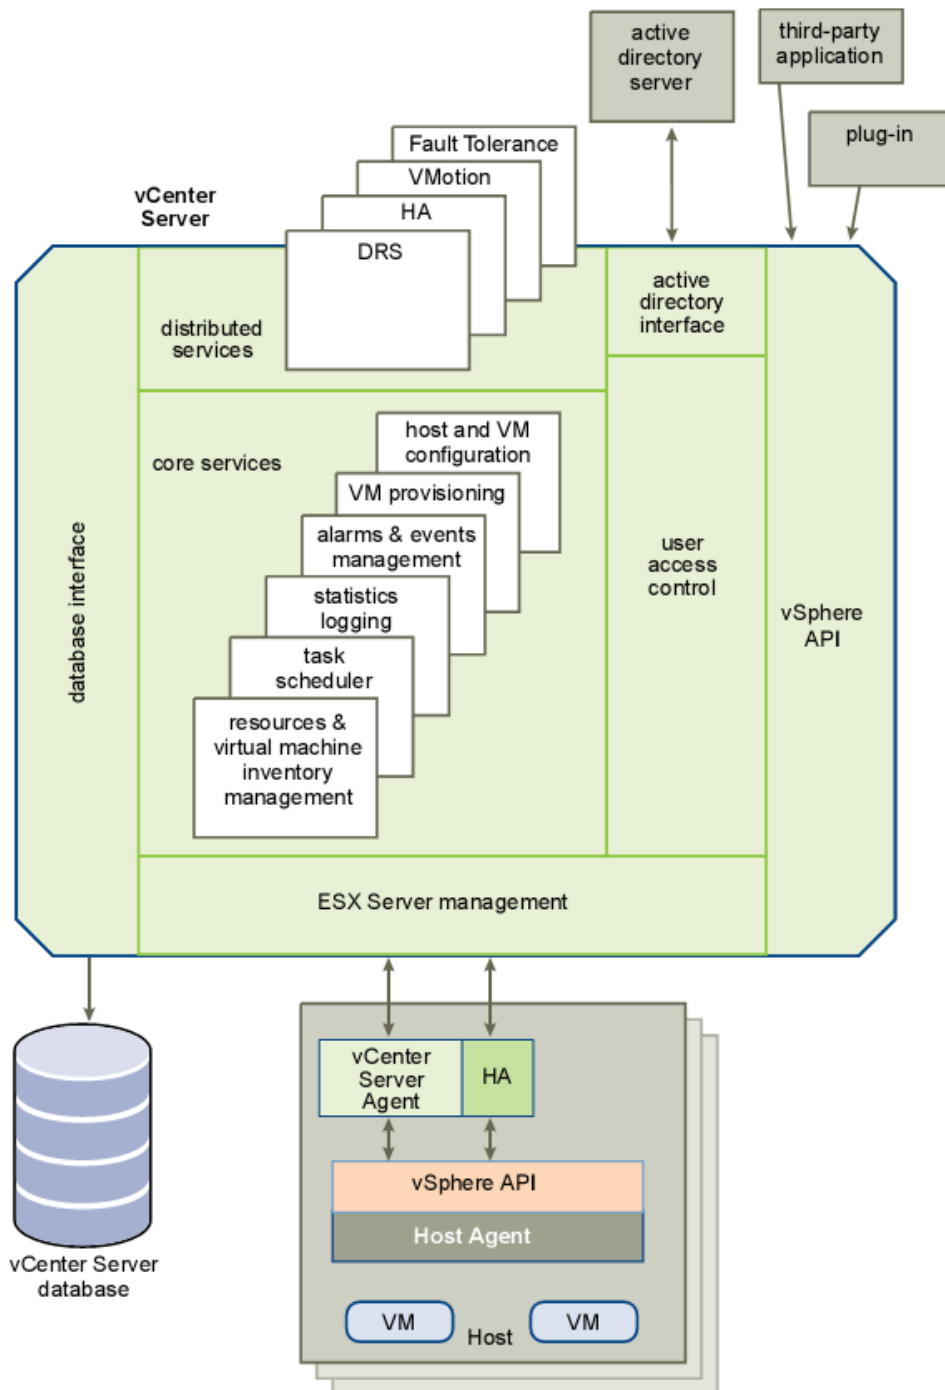 active
directory
server
third-party
application
plug-in
Fault Tolerance
VMotion
HA
DRS
vCenter
Server
distributed
services
active
directory
interface
core services
host and VM
configuration
VM provisioning
alarms & events
management
statistics
logging
task
scheduler
resources &
virtual machine
inventory
management
database interface
user
access
control
vSphere
API
ESX Server management
vCenter
Server
Agent
HA
vSphere API
Host Agent
VM
Host
VM
vCenter Server
database